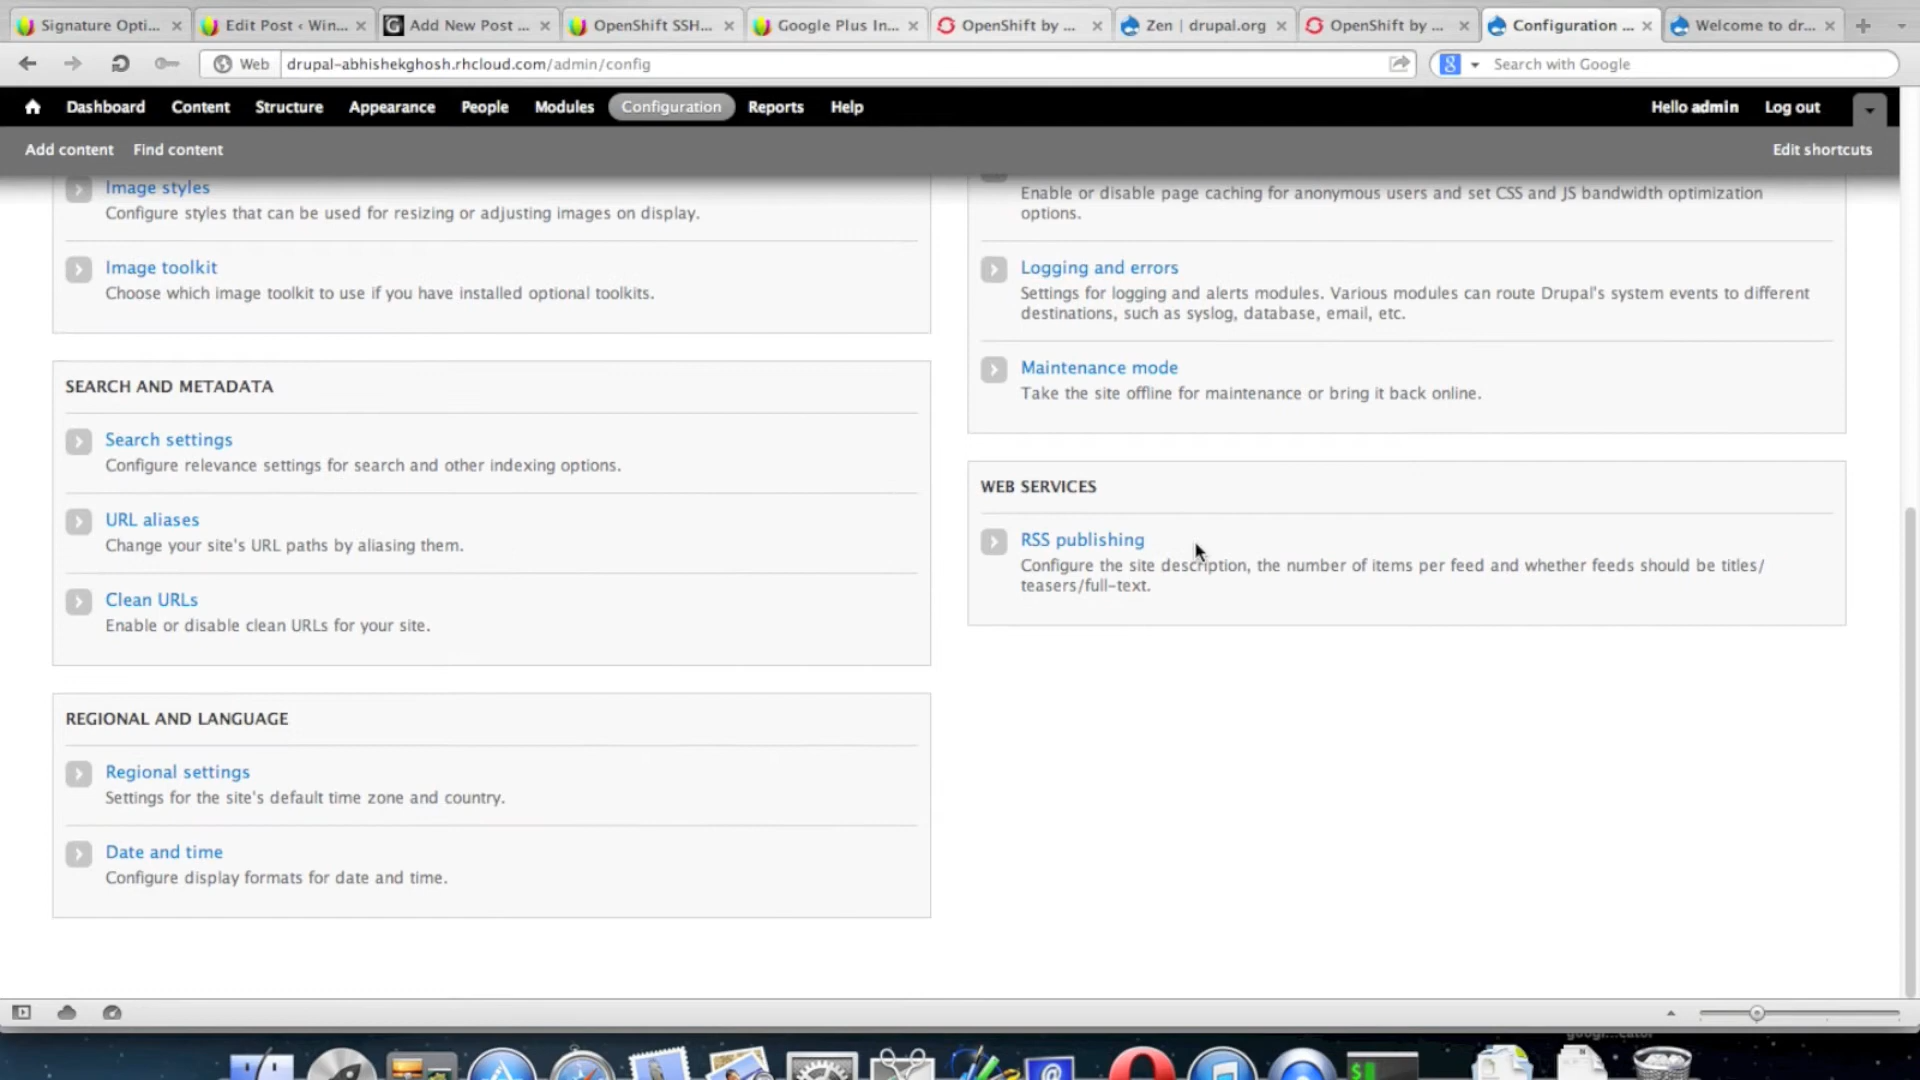 Signature Opti...
Edit Post ‹ Win...
Add New Post ...
OpenShift SSH...
Google Plus In...
OpenShift by ...
Zen | drupal.org
OpenShift by ...
Configuration ...
Welcome to dr...
Web
drupal-abhishekghosh.rhcloud.com/admin/config
Search with Google
Dashboard
Content
Structure
Appearance
People
Modules
Configuration
Reports
Help
Hello admin
Log out
Add content
Find content
Edit shortcuts
Image styles
Configure styles that can be used for resizing or adjusting images on display.
Image toolkit
Choose which image toolkit to use if you have installed optional toolkits.
SEARCH AND METADATA
Search settings
Configure relevance settings for search and other indexing options.
URL aliases
Change your site's URL paths by aliasing them.
Clean URLs
Enable or disable clean URLs for your site.
REGIONAL AND LANGUAGE
Regional settings
Settings for the site's default time zone and country.
Date and time
Configure display formats for date and time.
Enable or disable page caching for anonymous users and set CSS and JS bandwidth optimization
options.
Logging and errors
Settings for logging and alerts modules. Various modules can route Drupal's system events to different
destinations, such as syslog, database, email, etc.
Maintenance mode
Take the site offline for maintenance or bring it back online.
WEB SERVICES
RSS publishing
Configure the site description, the number of items per feed and whether feeds should be titles/
teasers/full-text.